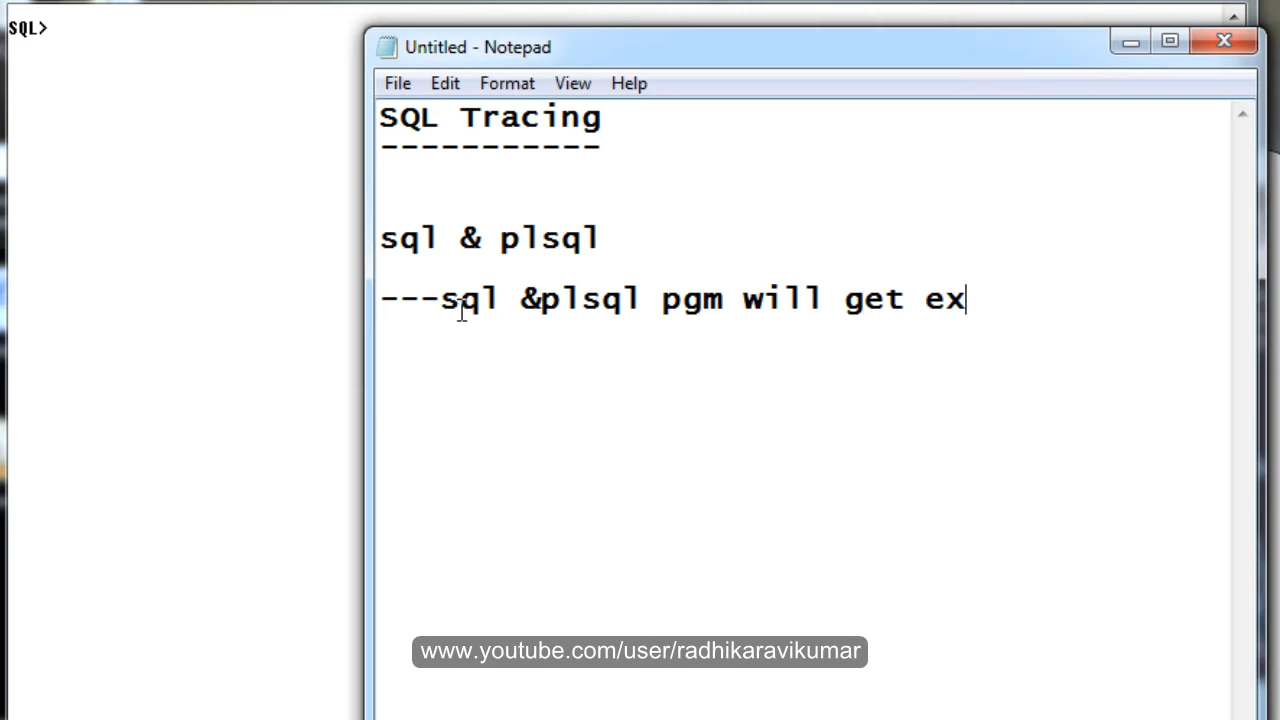 SQL>
Untitled - Notepad
File Edit Format View Help
SQL Tracing
-----------
sql & plsql
---sql &plsql pgm will get ex
www.youtube.com/user/radhikaravikumar